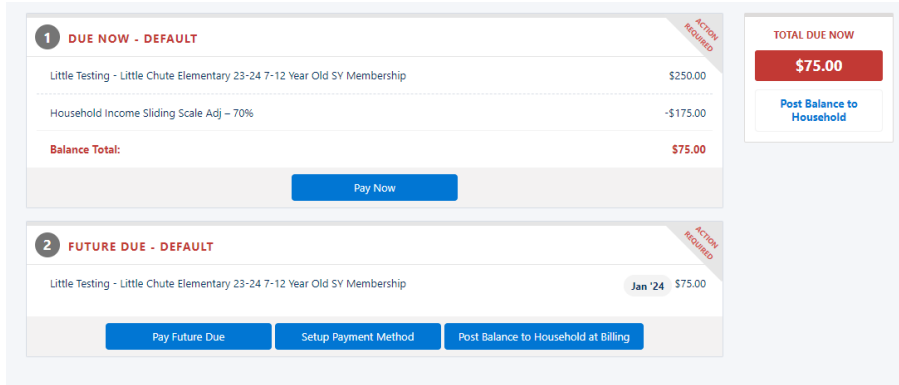 1 DUE NOW - DEFAULT
ACTION
REQUIRED
Little Testing - Little Chute Elementary 23-24 7-12 Year Old SY Membership $250.00
Household Income Sliding Scale Adj – 70% -$175.00
Balance Total: $75.00
Pay Now
2 FUTURE DUE - DEFAULT
ACTION
REQUIRED
Little Testing - Little Chute Elementary 23-24 7-12 Year Old SY Membership Jan '24 $75.00
Pay Future Due Setup Payment Method Post Balance to Household at Billing
TOTAL DUE NOW
$75.00
Post Balance to
Household